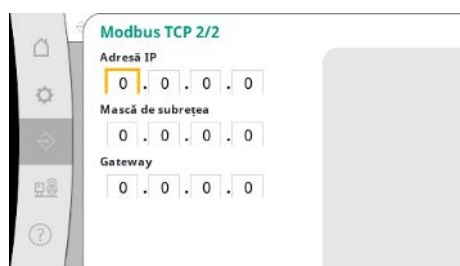 Modbus TCP 2/2
Adresă IP
0 . 0 . 0 . 0
Mască de subrețea
0 . 0 . 0 . 0
Gateway
0 . 0 . 0 . 0
?